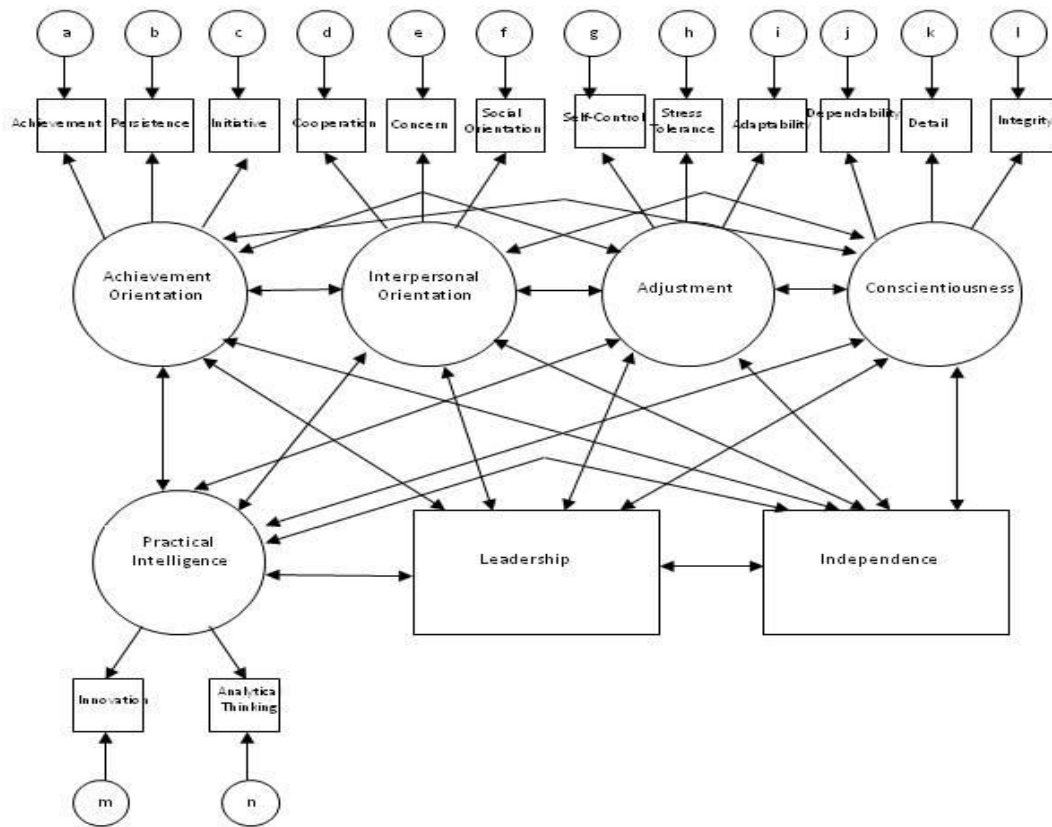 a b c d e f g h i j k l
Achievement Persistence Initiative Cooperation Concern Social Orientation Self-Control Stress Tolerance Adaptability Dependability Detail Integrity
Achievement Orientation
Interpersonal Orientation
Adjustment
Conscientiousness
Practical Intelligence
Leadership
Independence
Innovation
Analytica Thinking
m n